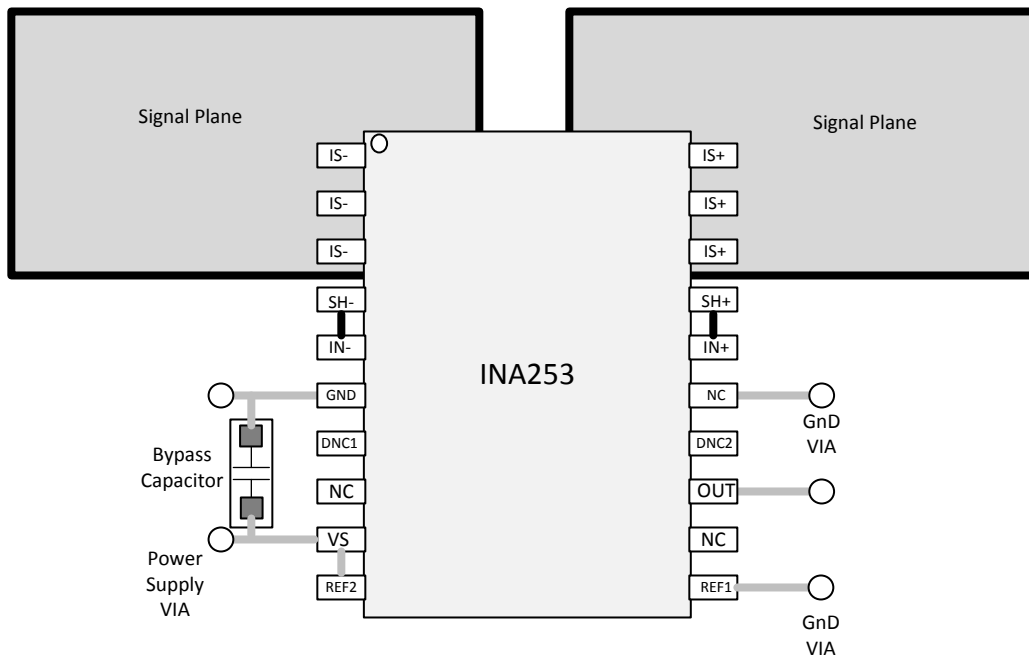 Signal Plane
Signal Plane
IS-
IS+
IS-
IS+
IS-
IS+
SH-
SH+
IN-
IN+
INA253
GND
NC
GnD
VIA
DNC1
DNC2
Bypass
Capacitor
NC
OUT
VS
NC
Power
Supply
VIA
REF2
REF1
GnD
VIA